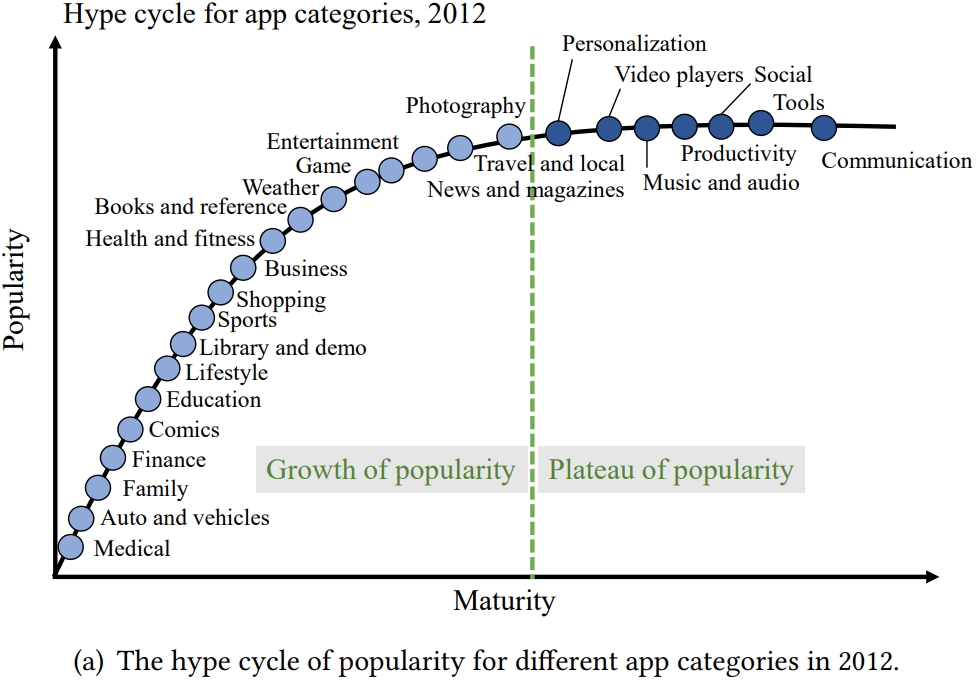 Hype cycle for app categories, 2012
Personalization
Video players
Social
Photography
Tools
Entertainment
Travel and local
Productivity
Communication
Game
News and magazines
Music and audio
Weather
Books and reference
Health and fitness
Business
Shopping
Sports
Library and demo
Lifestyle
Education
Comics
Finance
Family
Auto and vehicles
Medical
Growth of popularity
Plateau of popularity
Popularity
Maturity
(a) The hype cycle of popularity for different app categories in 2012.